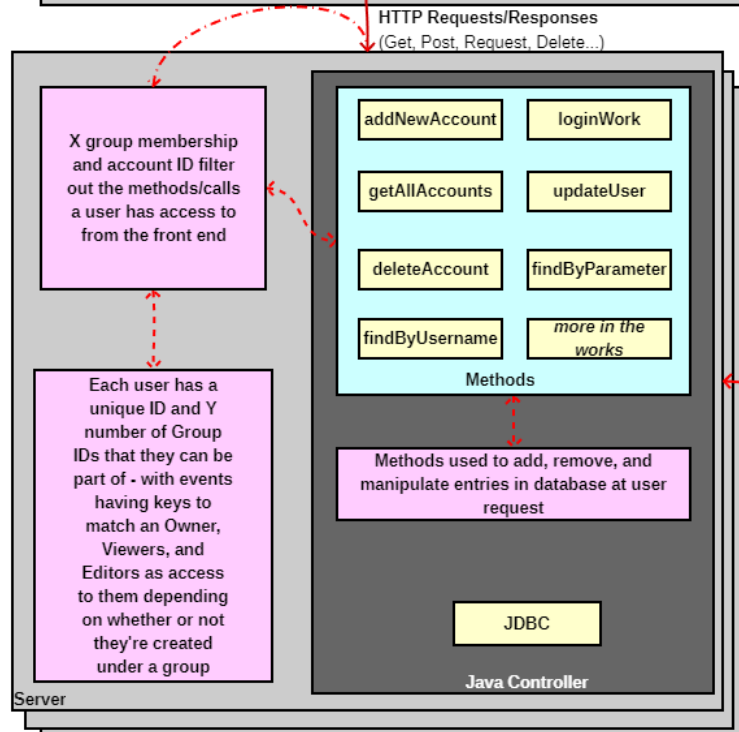 HTTP Requests/Responses
(Get, Post, Request, Delete...)
X group membership
and account ID filter
out the methods/calls
a user has access to
from the front end
addNewAccount
loginWork
getAllAccounts
updateUser
deleteAccount
findByParameter
findByUsername
more in the
works
Methods
Each user has a
unique ID and Y
number of Group
IDs that they can be
part of - with events
having keys to
match an Owner,
Viewers, and
Editors as access
to them depending
on whether or not
they're created
under a group
Methods used to add, remove, and
manipulate entries in database at user
request
JDBC
Java Controller
Server